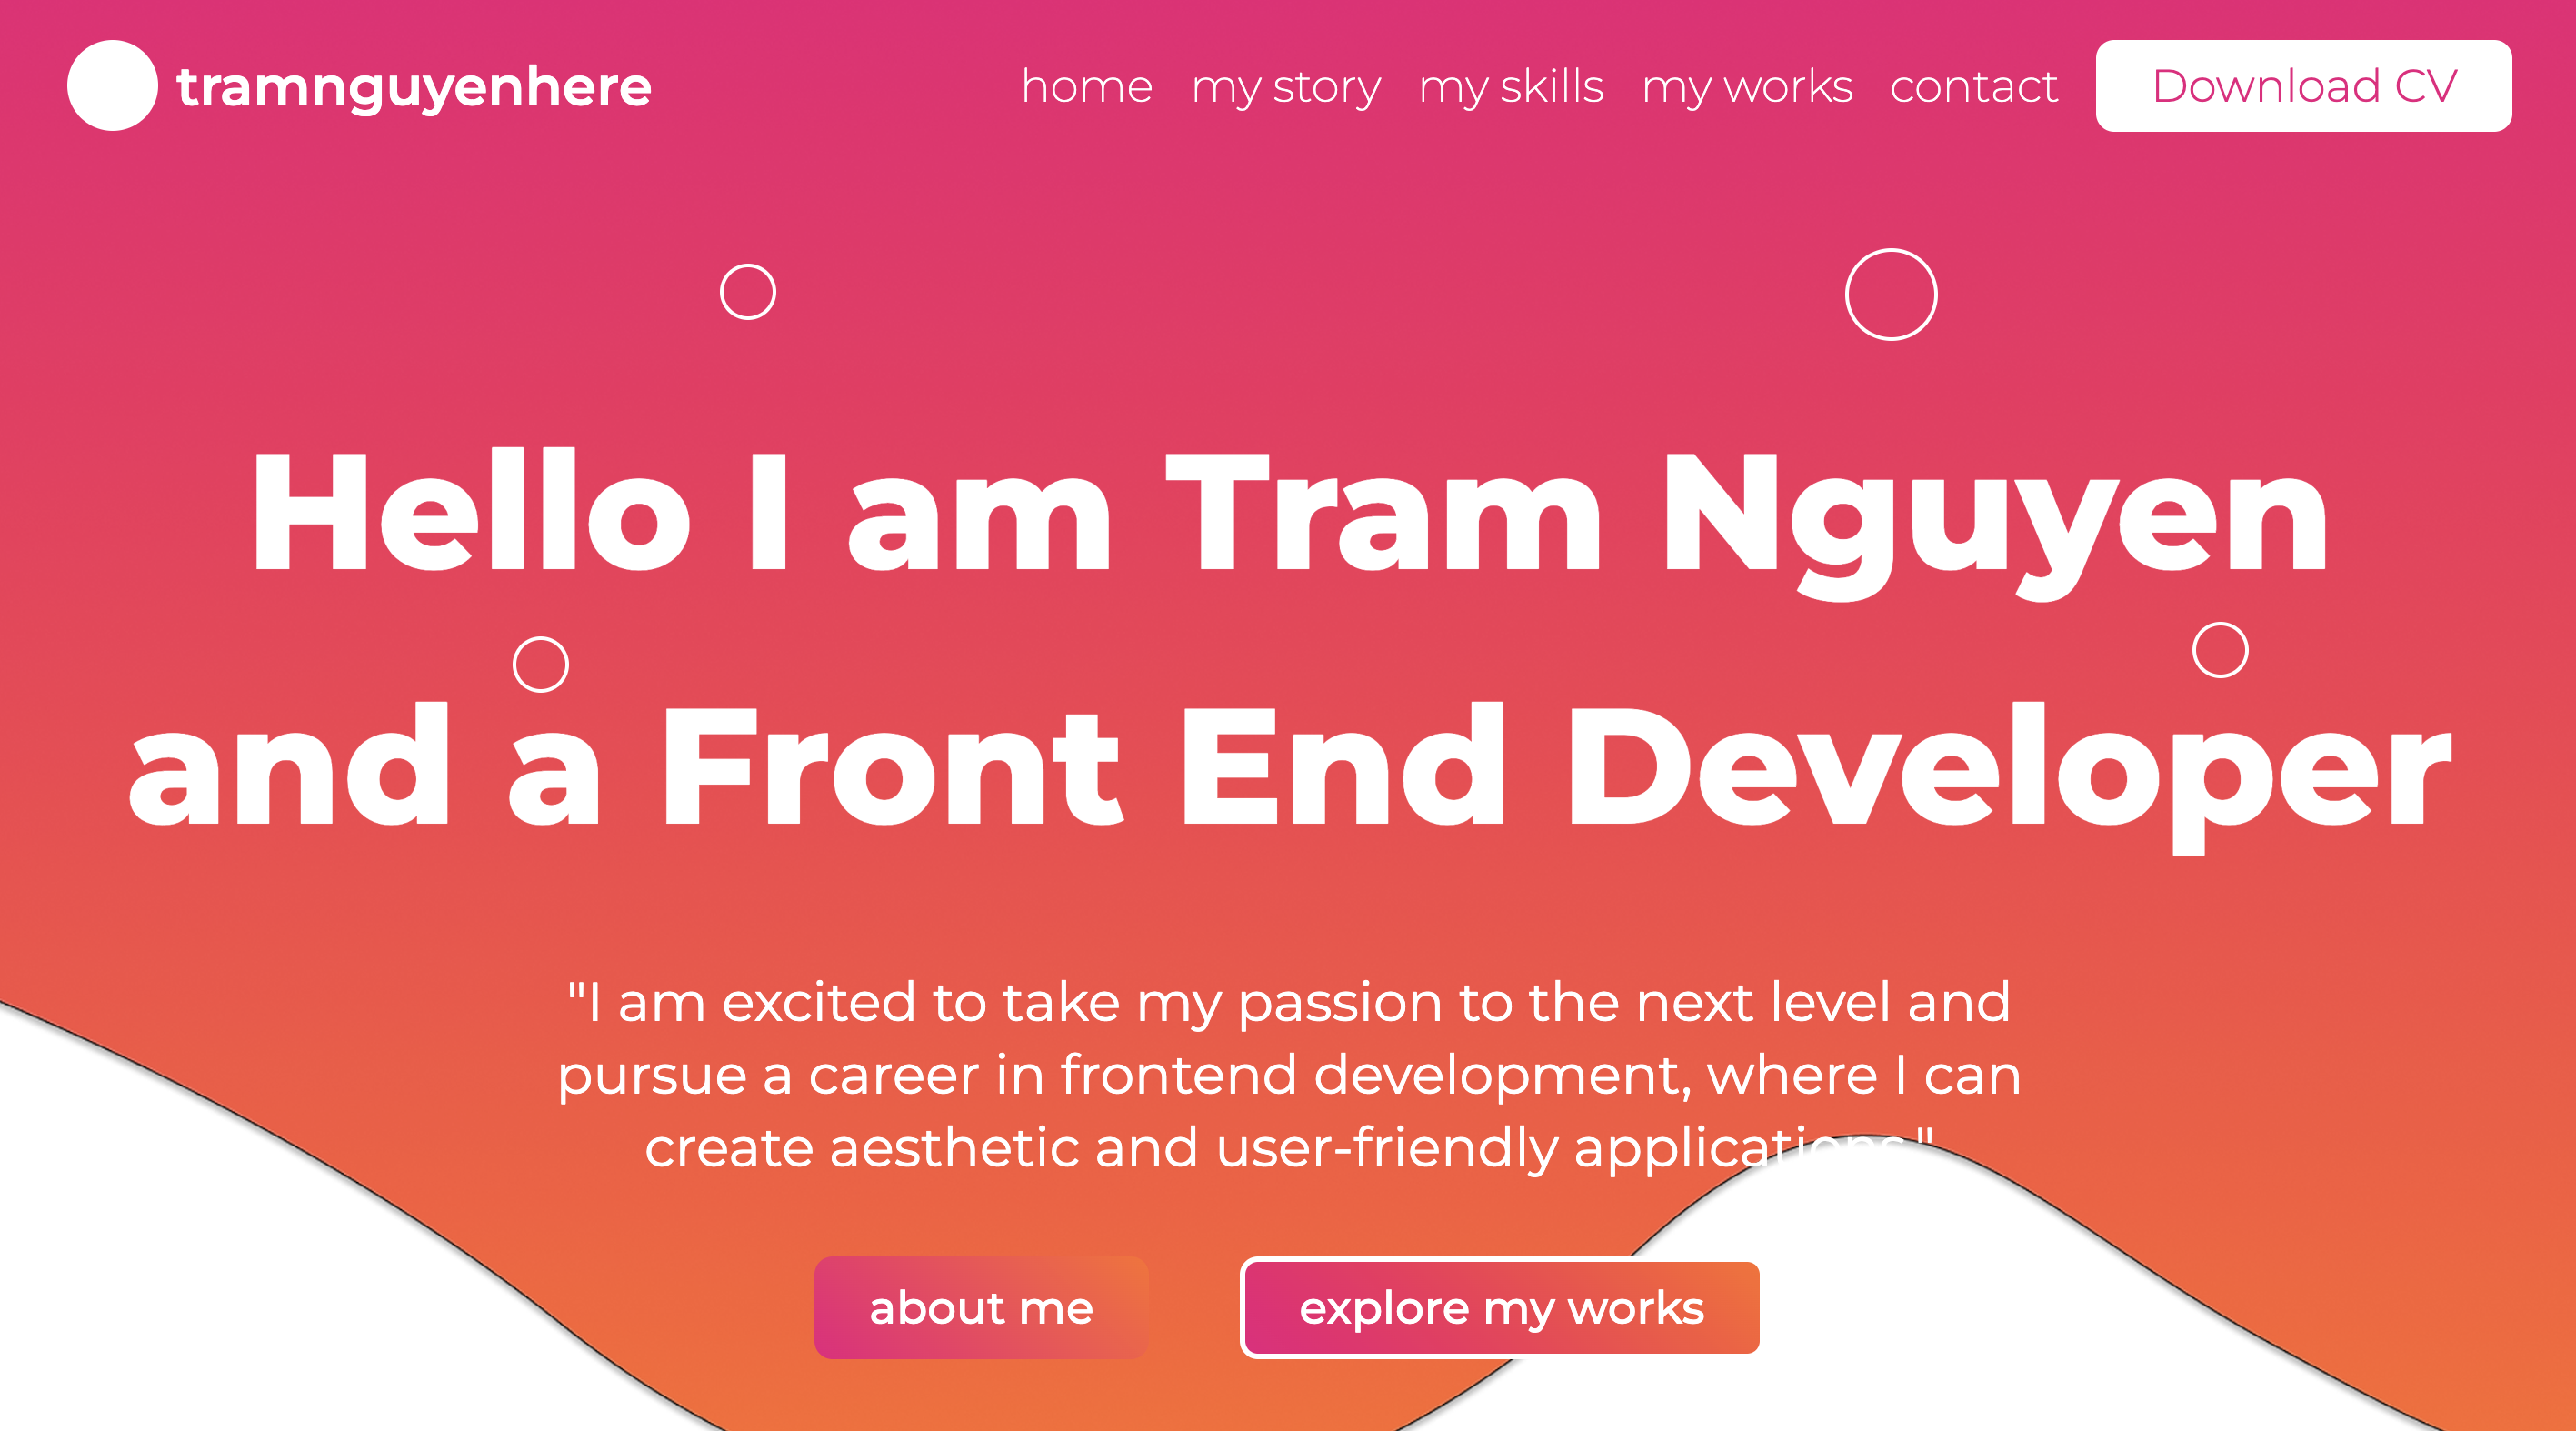 tramnguyenhere
home my story my skills my works contact Download CV
Hello I am Tram Nguyen
and a Front End Developer
"I am excited to take my passion to the next level and
pursue a career in frontend development, where I can
create aesthetic and user-friendly applications."
about me explore my works